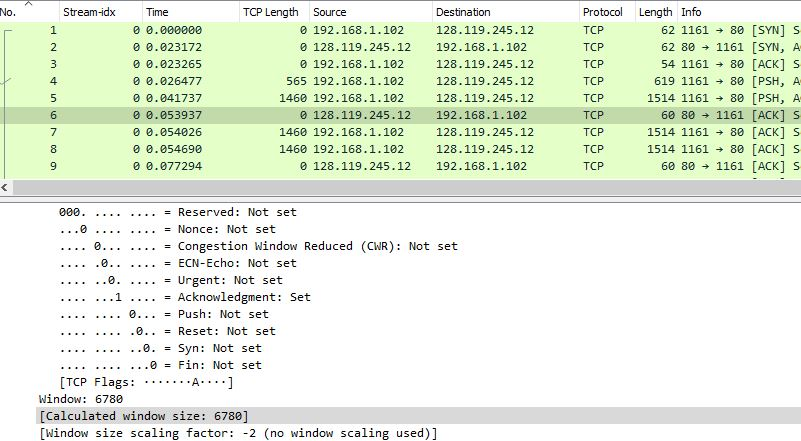 No. Stream-idx Time TCP Length Source Destination Protocol Length Info
1 0 0.000000 0 192.168.1.102 128.119.245.12 TCP 62 1161 → 80 [SYN] S
2 0 0.023172 0 128.119.245.12 192.168.1.102 TCP 62 80 → 1161 [SYN, A
3 0 0.023265 0 192.168.1.102 128.119.245.12 TCP 54 1161 → 80 [ACK] S
4 0 0.026477 565 192.168.1.102 128.119.245.12 TCP 619 1161 → 80 [PSH, A
5 0 0.041737 1460 192.168.1.102 128.119.245.12 TCP 1514 1161 → 80 [PSH, A
6 0 0.053937 0 128.119.245.12 192.168.1.102 TCP 60 80 → 1161 [ACK] S
7 0 0.054026 1460 192.168.1.102 128.119.245.12 TCP 1514 1161 → 80 [ACK] S
8 0 0.054690 1460 192.168.1.102 128.119.245.12 TCP 1514 1161 → 80 [ACK] S
9 0 0.077294 0 128.119.245.12 192.168.1.102 TCP 60 80 → 1161 [ACK] S
000. .... .... = Reserved: Not set
...0 .... .... = Nonce: Not set
.... 0... .... = Congestion Window Reduced (CWR): Not set
.... .0.. .... = ECN-Echo: Not set
.... ..0. .... = Urgent: Not set
.... ...1 .... = Acknowledgment: Set
.... .... 0... = Push: Not set
.... .... .0.. = Reset: Not set
.... .... ..0. = Syn: Not set
.... .... ...0 = Fin: Not set
[TCP Flags: ·······A····]
Window: 6780
[Calculated window size: 6780]
[Window size scaling factor: -2 (no window scaling used)]